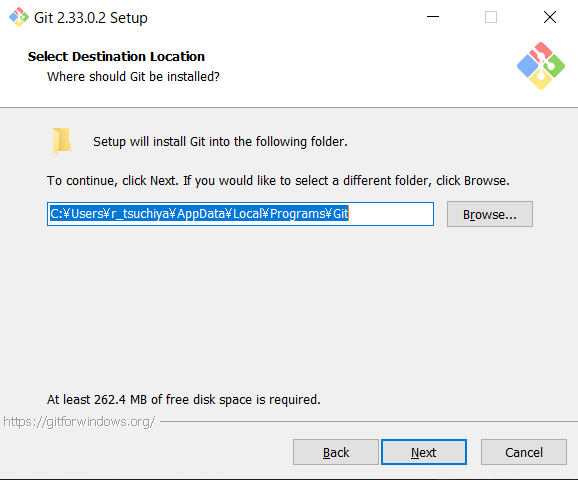 Git 2.33.0.2 Setup
Select Destination Location
Where should Git be installed?
Setup will install Git into the following folder.
To continue, click Next. If you would like to select a different folder, click Browse.
C:¥Users¥r_tsuchiya¥AppData¥Local¥Programs¥Git
Browse...
At least 262.4 MB of free disk space is required.
https://gitforwindows.org/
Back
Next
Cancel